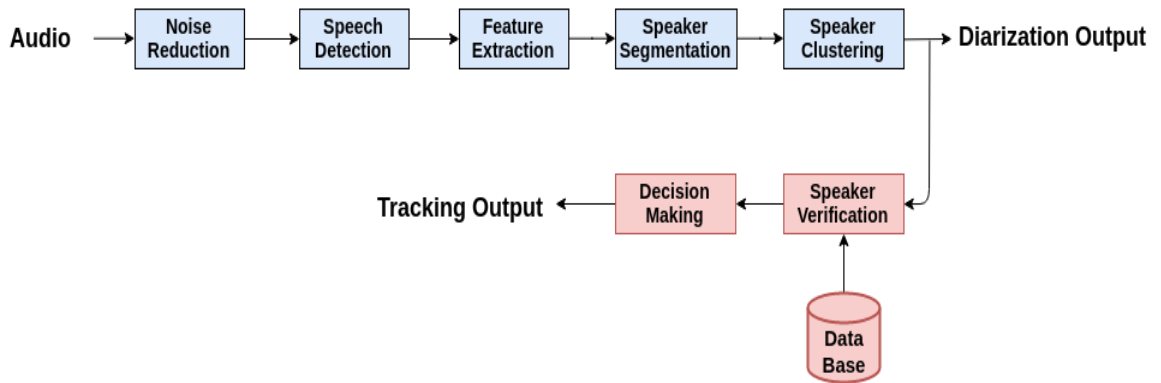 Audio
Noise
Reduction
Speech
Detection
Feature
Extraction
Speaker
Segmentation
Speaker
Clustering
Diarization Output
Tracking Output
Decision
Making
Speaker
Verification
Data
Base